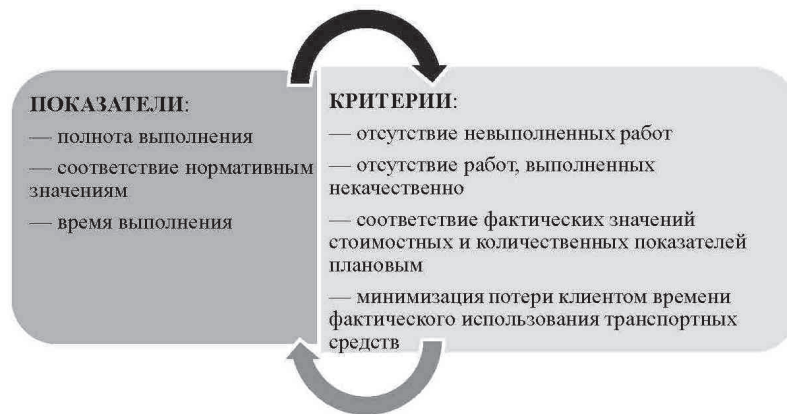 ПОКАЗАТЕЛИ:
— полнота выполнения
— соответствие нормативным
значениям
— время выполнения
КРИТЕРИИ:
— отсутствие невыполненных работ
— отсутствие работ, выполненных
некачественно
— соответствие фактических значений
стоимостных и количественных показателей
плановым
— минимизация потери клиентом времени
фактического использования транспортных
средств